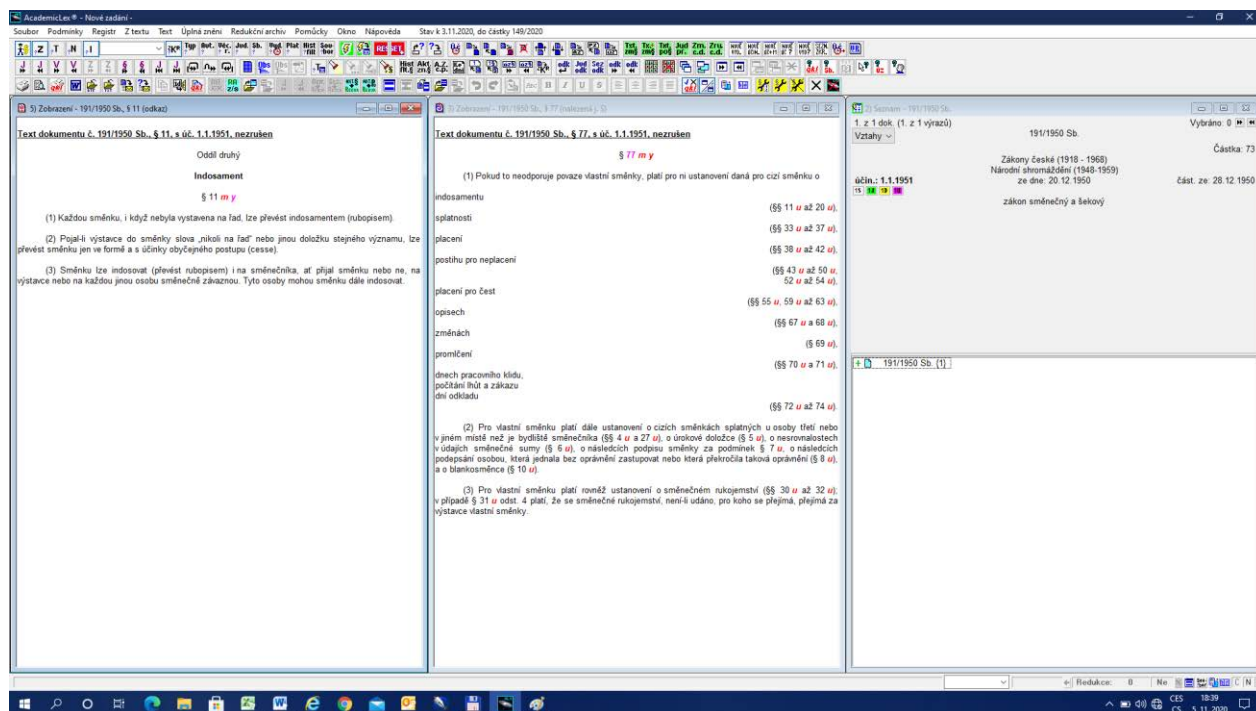 AcademicLex® - Nové zadání -
Soubor Podmínky Registr Z textu Text Úplná znění Redukční archiv Pomůcky Okno Nápověda Stav k 3.11.2020, do částky 149/2020
5) Zobrazení - 191/1950 Sb., § 11 (odkaz)
Text dokumentu č. 191/1950 Sb., § 11, s úč. 1.1.1951, nezrušen
Oddíl druhý
Indosament
§ 11 m y
(1) Každou směnku, i když nebyla vystavena na řad, lze převést indosamentem (rubopisem).
(2) Pojal-li výstavce do směnky slova „nikoli na řad" nebo jinou doložku stejného významu, lze
převést směnku jen ve formě a s účinky obyčejného postupu (cesse).
(3) Směnku lze indosovat (převést rubopisem) i na směnečníka, ať přijal směnku nebo ne, na
výstavce nebo na každou jinou osobu směnečně závaznou. Tyto osoby mohou směnku dále indosovat.
3) Zobrazení - 191/1950 Sb., § 77 (nalezená j. 5)
Text dokumentu č. 191/1950 Sb., § 77, s úč. 1.1.1951, nezrušen
§ 77 m y
(1) Pokud to neodporuje povaze vlastní směnky, platí pro ni ustanovení daná pro cizí směnku o
indosamentu
(§§ 11 u až 20 u),
splatnosti
(§§ 33 u až 37 u),
placení
(§§ 38 u až 42 u),
postihu pro neplacení
(§§ 43 u až 50 u,
52 u až 54 u),
placení pro čest
(§§ 55 u, 59 u až 63 u),
opisech
(§§ 67 u a 68 u),
změnách
(§ 69 u),
promlčení
(§§ 70 u a 71 u),
dnech pracovního klidu,
počítání lhůt a zákazu
dní odkladu
(§§ 72 u až 74 u).
(2) Pro vlastní směnku platí dále ustanovení o cizích směnkách splatných u osoby třetí nebo
v jiném místě než je bydliště směnečníka (§§ 4 u a 27 u), o úrokové doložce (§ 5 u), o nesrovnalostech
v údajích směnečné sumy (§ 6 u), o následcích podpisu směnky za podmínek § 7 u, o následcích
podepsání osobou, která jednala bez oprávnění zastupovat nebo která překročila taková oprávnění (§ 8 u),
a o blankosměnce (§ 10 u).
(3) Pro vlastní směnku platí rovněž ustanovení o směnečném rukojemství (§§ 30 u až 32 u);
v případě § 31 u odst. 4 platí, že se směnečné rukojemství, není-li udáno, pro koho se přejímá, přejímá za
výstavce vlastní směnky.
2) Seznam - 191/1950 Sb.
1. z 1 dok. (1. z 1 výrazů)
Vybráno: 0
Vztahy
191/1950 Sb.
Částka: 73
Zákony české (1918 - 1968)
Národní shromáždění (1948-1959)
účin.: 1.1.1951
ze dne: 20.12.1950
část. ze: 28.12.1950
zákon směnečný a šekový
191/1950 Sb. {1}
Redukce: 0 Ne
CES 18:39
CS 5.11.2020